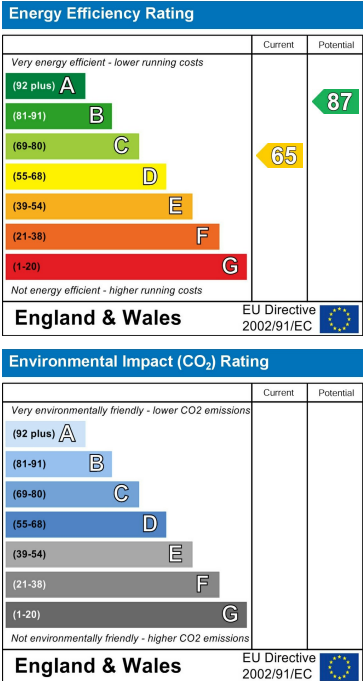 Energy Efficiency Rating
Current Potential
Very energy efficient - lower running costs
(92 plus) A
(81-91) B
(69-80) C
(55-68) D
(39-54) E
(21-38) F
(1-20) G
87
65
Not energy efficient - higher running costs
England & Wales
EU Directive
2002/91/EC
Environmental Impact (CO₂) Rating
Current Potential
Very environmentally friendly - lower CO2 emissions
(92 plus) A
(81-91) B
(69-80) C
(55-68) D
(39-54) E
(21-38) F
(1-20) G
Not environmentally friendly - higher CO2 emissions
England & Wales
EU Directive
2002/91/EC